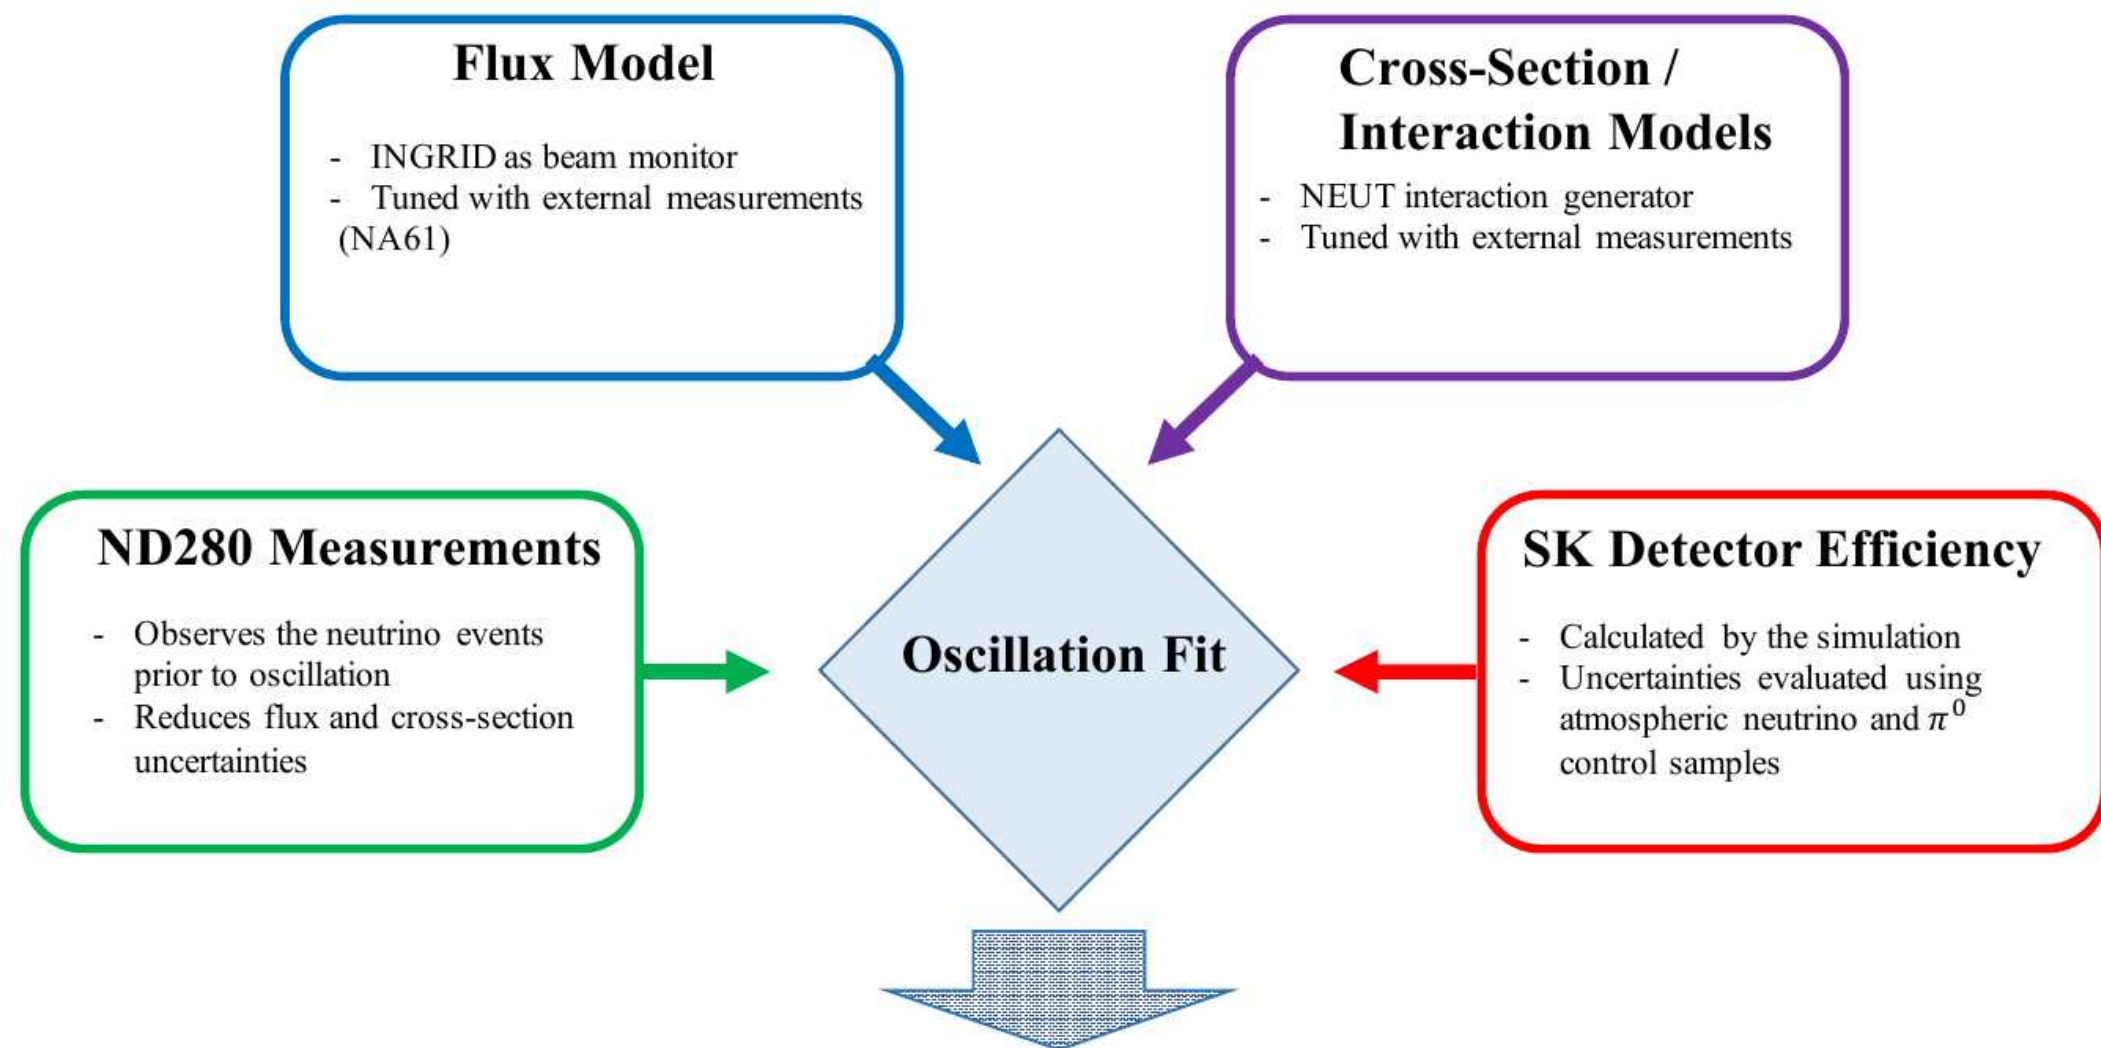 Flux Model
- INGRID as beam monitor
- Tuned with external measurements
(NA61)
Cross-Section /
Interaction Models
- NEUT interaction generator
- Tuned with external measurements
ND280 Measurements
- Observes the neutrino events
prior to oscillation
- Reduces flux and cross-section
uncertainties
Oscillation Fit
SK Detector Efficiency
- Calculated by the simulation
- Uncertainties evaluated using
atmospheric neutrino and π⁰
control samples